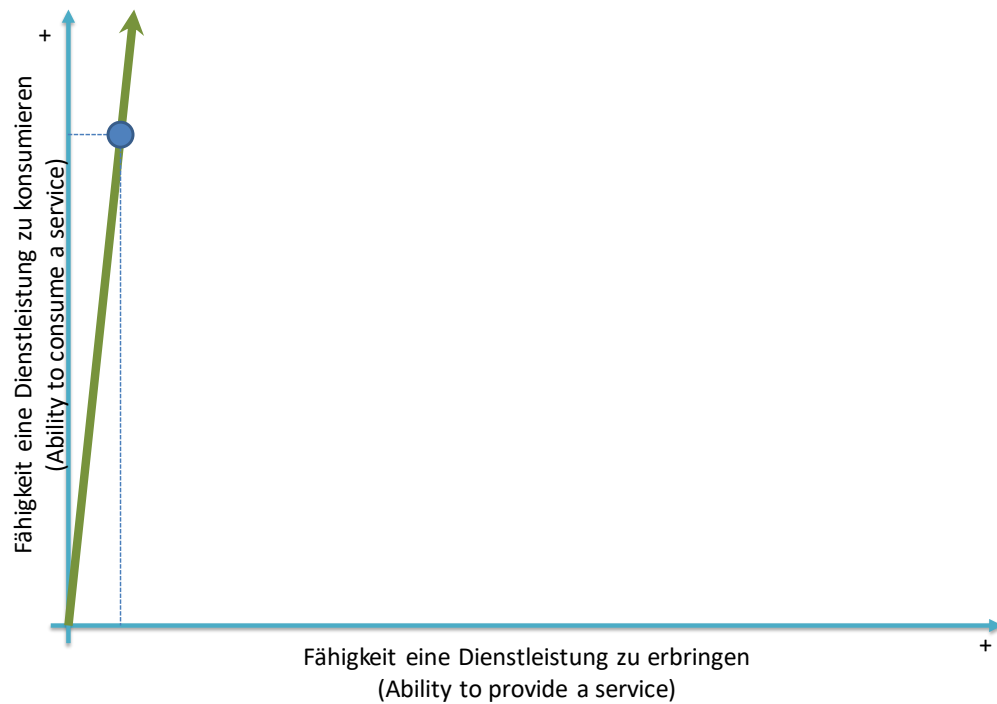 +
Fähigkeit eine Dienstleistung zu konsumieren
(Ability to consume a service)
+
Fähigkeit eine Dienstleistung zu erbringen
(Ability to provide a service)